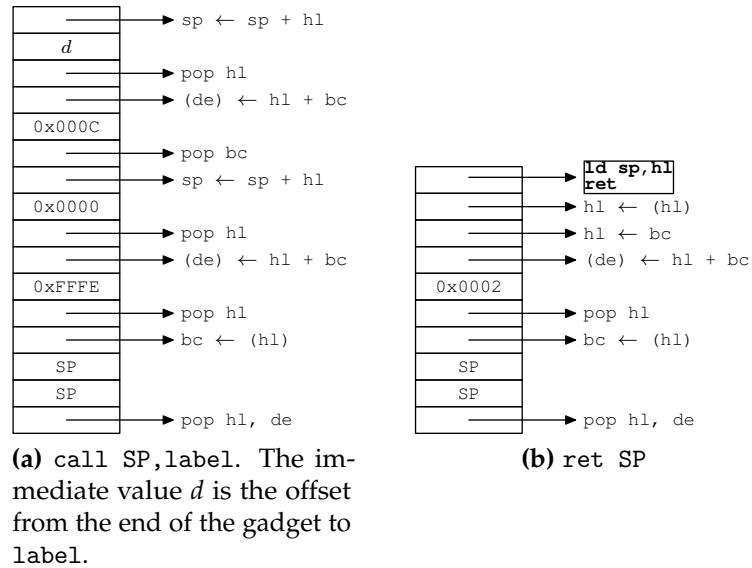 sp ← sp + hl
d
pop hl
(de) ← hl + bc
0x000C
pop bc
sp ← sp + hl
0x0000
pop hl
(de) ← hl + bc
0xFFFE
pop hl
bc ← (hl)
SP
SP
pop hl, de
(a) call SP,label. The im-
mediate value d is the offset
from the end of the gadget to
label.
ld sp,hl
ret
hl ← (hl)
hl ← bc
(de) ← hl + bc
0x0002
pop hl
bc ← (hl)
SP
SP
pop hl, de
(b) ret SP